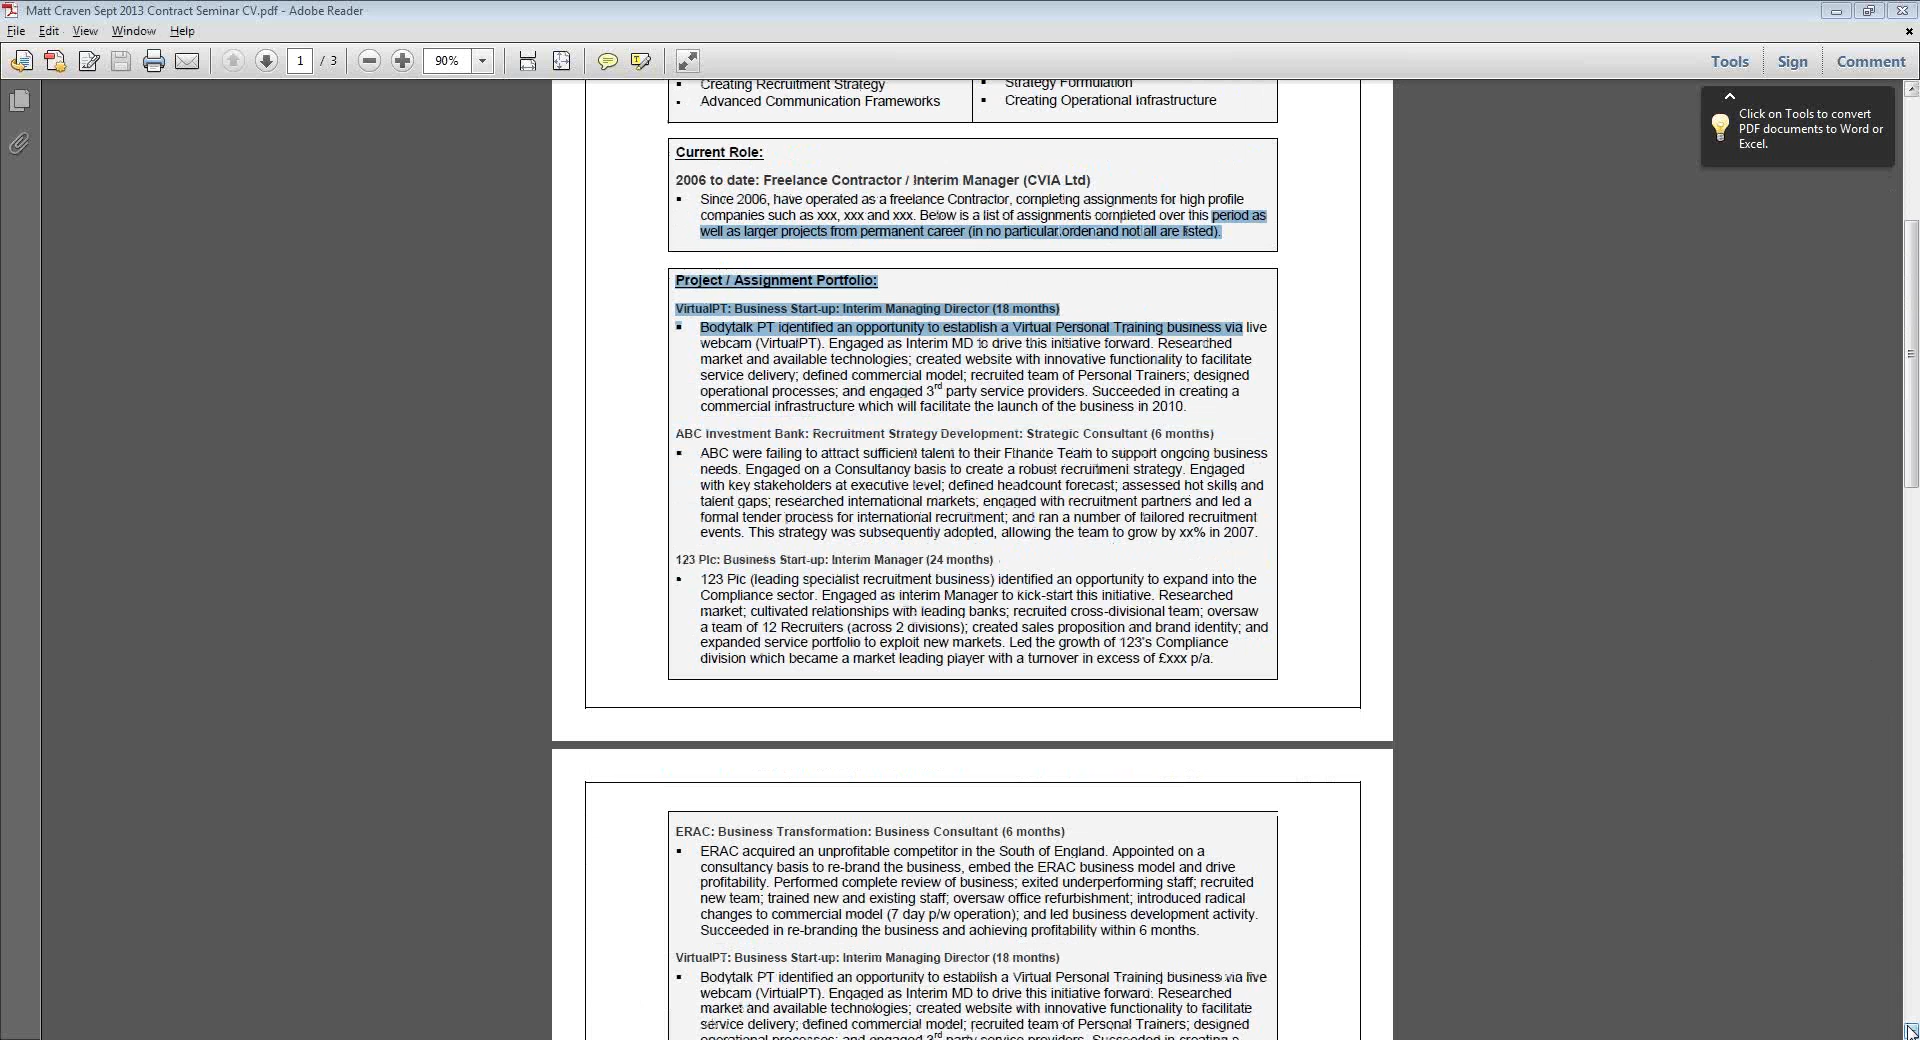 Matt Craven Sept 2013 Contract Seminar CV.pdf - Adobe Reader
File Edit View Window Help
1 / 3 90% Tools Sign Comment
Click on Tools to convert
PDF documents to Word or
Excel.
▪ Creating Recruitment Strategy
▪ Advanced Communication Frameworks
▪ Strategy Formulation
▪ Creating Operational Infrastructure
Current Role:
2006 to date: Freelance Contractor / Interim Manager (CVIA Ltd)
▪ Since 2006, have operated as a freelance Contractor, completing assignments for high profile
companies such as xxx, xxx and xxx. Below is a list of assignments completed over this period as
well as larger projects from permanent career (in no particular order and not all are listed).
Project / Assignment Portfolio:
VirtualPT: Business Start-up: Interim Managing Director (18 months)
▪ Bodytalk PT identified an opportunity to establish a Virtual Personal Training business via live
webcam (VirtualPT). Engaged as Interim MD to drive this initiative forward. Researched
market and available technologies; created website with innovative functionality to facilitate
service delivery; defined commercial model; recruited team of Personal Trainers; designed
operational processes; and engaged 3rd party service providers. Succeeded in creating a
commercial infrastructure which will facilitate the launch of the business in 2010.
ABC Investment Bank: Recruitment Strategy Development: Strategic Consultant (6 months)
▪ ABC were failing to attract sufficient talent to their Finance Team to support ongoing business
needs. Engaged on a Consultancy basis to create a robust recruitment strategy. Engaged
with key stakeholders at executive level; defined headcount forecast; assessed hot skills and
talent gaps; researched international markets; engaged with recruitment partners and led a
formal tender process for international recruitment; and ran a number of tailored recruitment
events. This strategy was subsequently adopted, allowing the team to grow by xx% in 2007.
123 Plc: Business Start-up: Interim Manager (24 months)
▪ 123 Plc (leading specialist recruitment business) identified an opportunity to expand into the
Compliance sector. Engaged as interim Manager to kick-start this initiative. Researched
market; cultivated relationships with leading banks; recruited cross-divisional team; oversaw
a team of 12 Recruiters (across 2 divisions); created sales proposition and brand identity; and
expanded service portfolio to exploit new markets. Led the growth of 123's Compliance
division which became a market leading player with a turnover in excess of £xxx p/a.
ERAC: Business Transformation: Business Consultant (6 months)
▪ ERAC acquired an unprofitable competitor in the South of England. Appointed on a
consultancy basis to re-brand the business, embed the ERAC business model and drive
profitability. Performed complete review of business; exited underperforming staff; recruited
new team; trained new and existing staff; oversaw office refurbishment; introduced radical
changes to commercial model (7 day p/w operation); and led business development activity.
Succeeded in re-branding the business and achieving profitability within 6 months.
VirtualPT: Business Start-up: Interim Managing Director (18 months)
▪ Bodytalk PT identified an opportunity to establish a Virtual Personal Training business via live
webcam (VirtualPT). Engaged as Interim MD to drive this initiative forward. Researched
market and available technologies; created website with innovative functionality to facilitate
service delivery; defined commercial model; recruited team of Personal Trainers; designed
operational processes; and engaged 3rd party service providers. Succeeded in creating a